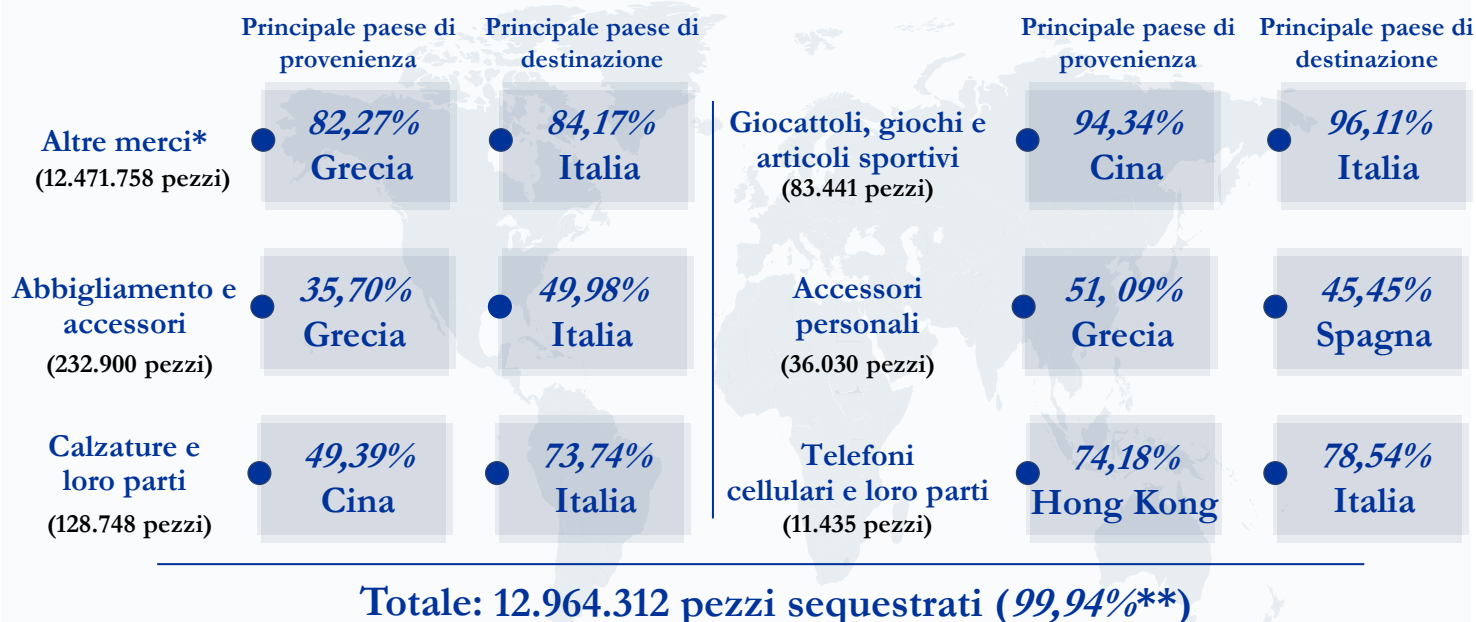 Principale paese di
provenienza
Principale paese di
destinazione
Altre merci*
(12.471.758 pezzi)
82,27%
Grecia
84,17%
Italia
Abbigliamento e
accessori
(232.900 pezzi)
35,70%
Grecia
49,98%
Italia
Calzature e
loro parti
(128.748 pezzi)
49,39%
Cina
73,74%
Italia
Principale paese di
provenienza
Principale paese di
destinazione
Giocattoli, giochi e
articoli sportivi
(83.441 pezzi)
94,34%
Cina
96,11%
Italia
Accessori
personali
(36.030 pezzi)
51, 09%
Grecia
45,45%
Spagna
Telefoni
cellulari e loro parti
(11.435 pezzi)
74,18%
Hong Kong
78,54%
Italia
Totale: 12.964.312 pezzi sequestrati (99,94%**)